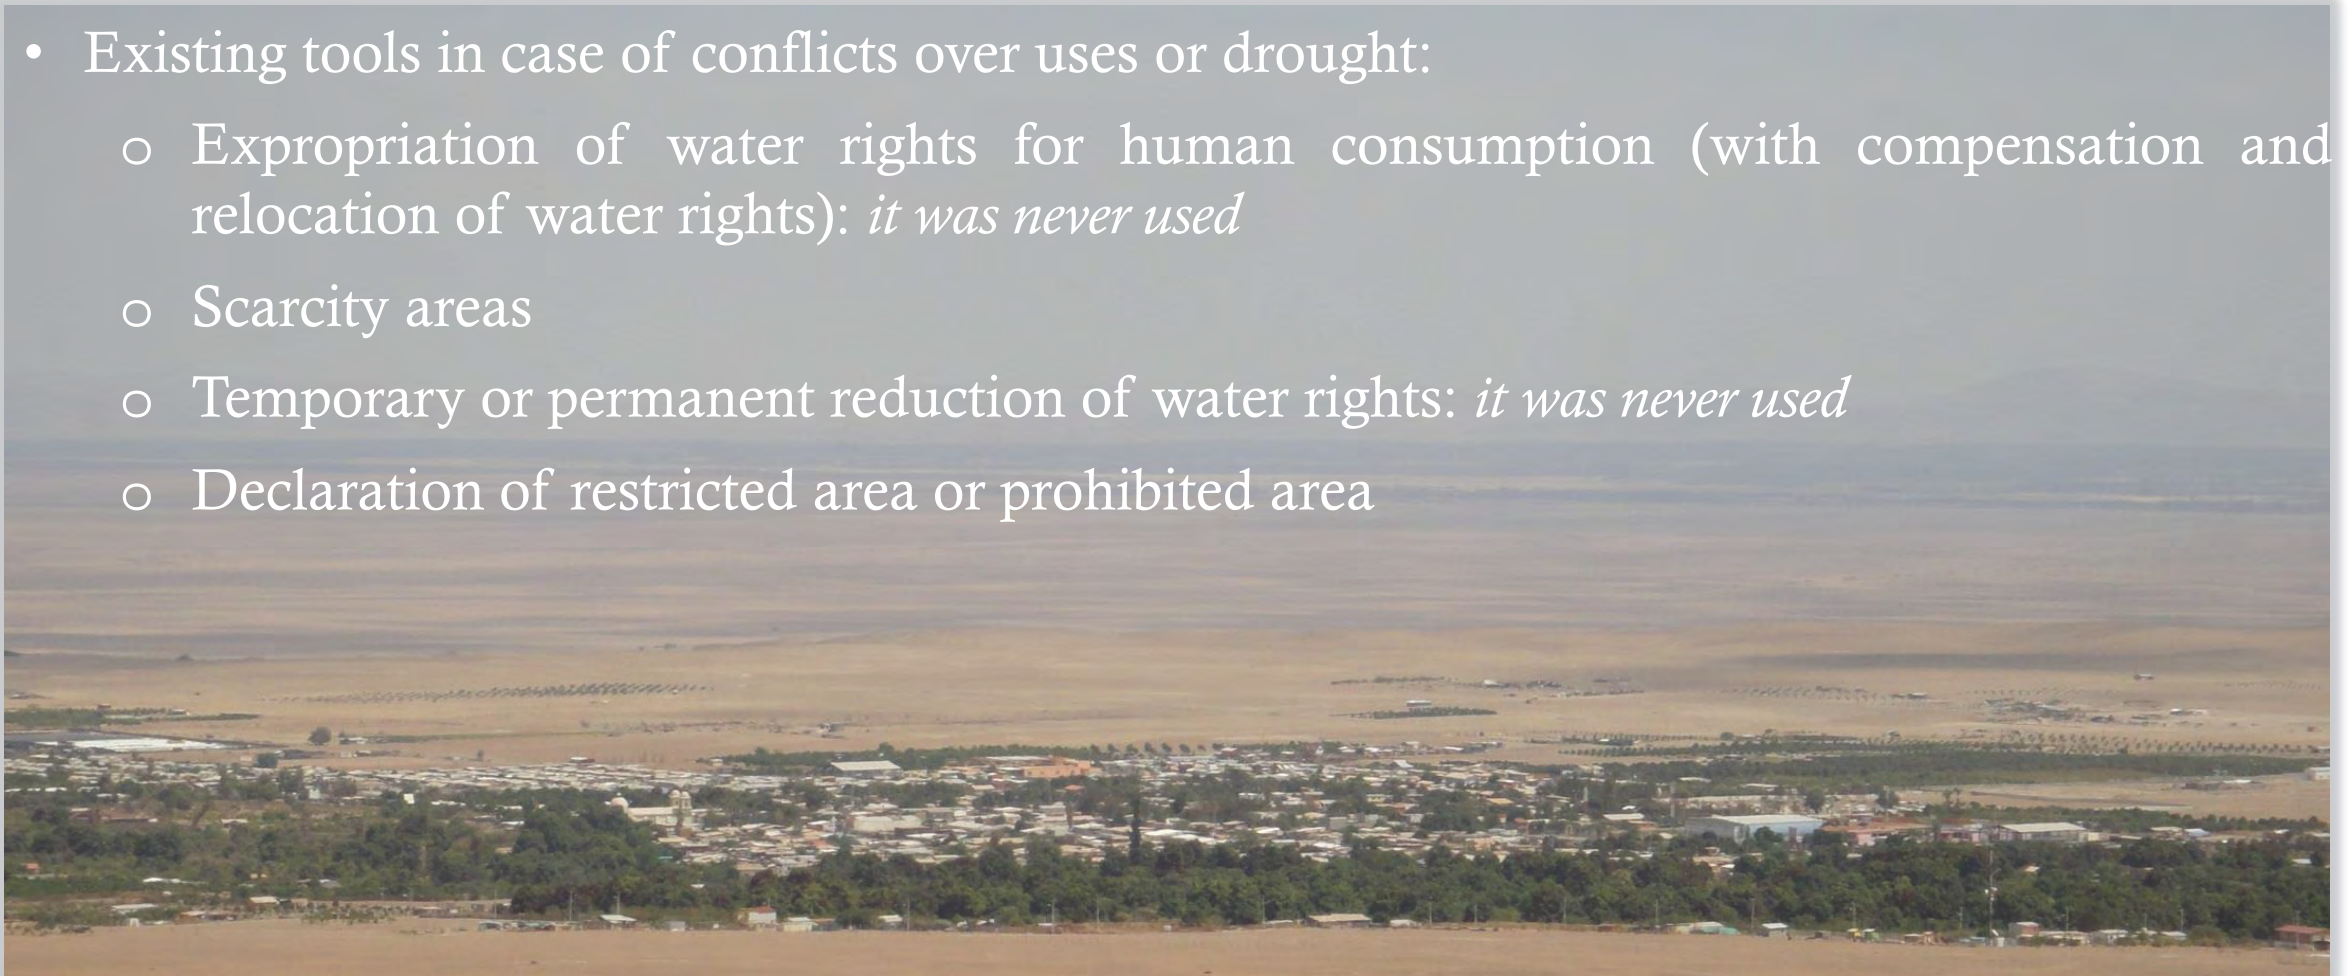 • Existing tools in case of conflicts over uses or drought:
o Expropriation of water rights for human consumption (with compensation and
relocation of water rights): it was never used
o Scarcity areas
o Temporary or permanent reduction of water rights: it was never used
o Declaration of restricted area or prohibited area